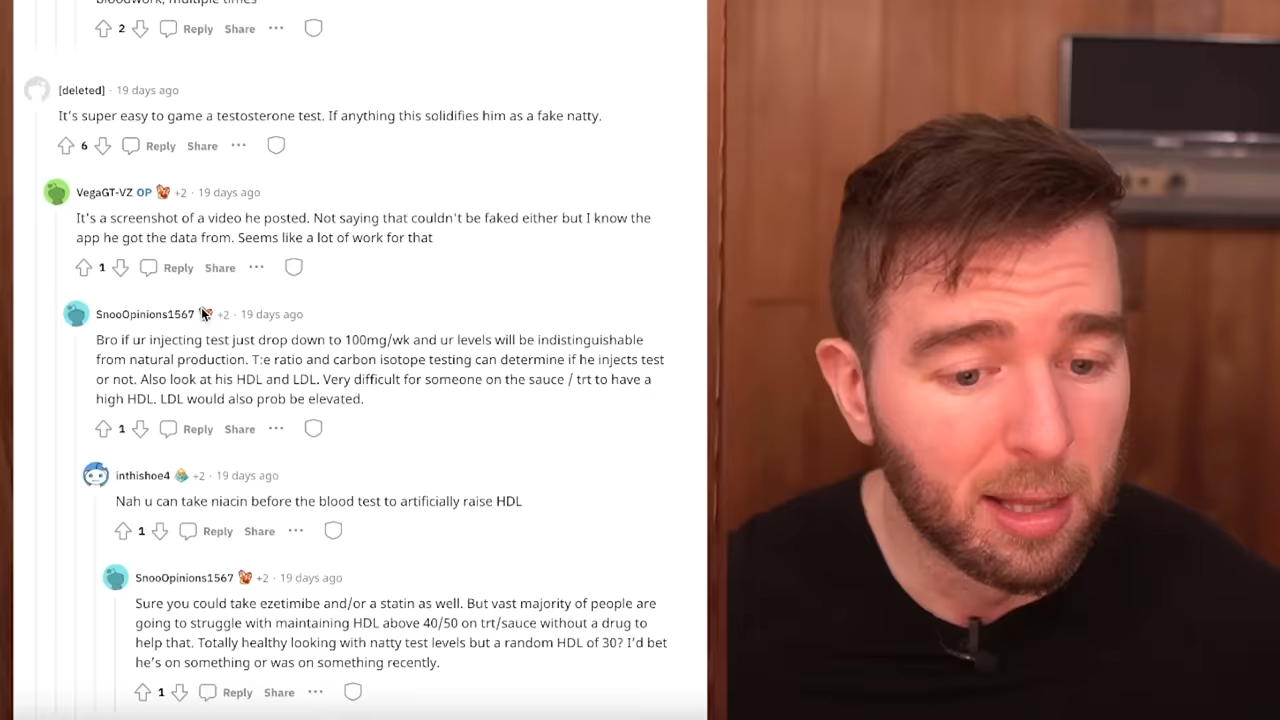 bloodwork, multiple times
2 Reply Share ...
[deleted] · 19 days ago
It's super easy to game a testosterone test. If anything this solidifies him as a fake natty.
6 Reply Share ...
VegaGT-VZ OP +2 · 19 days ago
It's a screenshot of a video he posted. Not saying that couldn't be faked either but I know the
app he got the data from. Seems like a lot of work for that
1 Reply Share ...
SnooOpinions1567 +2 · 19 days ago
Bro if ur injecting test just drop down to 100mg/wk and ur levels will be indistinguishable
from natural production. T:e ratio and carbon isotope testing can determine if he injects test
or not. Also look at his HDL and LDL. Very difficult for someone on the sauce / trt to have a
high HDL. LDL would also prob be elevated.
1 Reply Share ...
inthishoe4 +2 · 19 days ago
Nah u can take niacin before the blood test to artificially raise HDL
1 Reply Share ...
SnooOpinions1567 +2 · 19 days ago
Sure you could take ezetimibe and/or a statin as well. But vast majority of people are
going to struggle with maintaining HDL above 40/50 on trt/sauce without a drug to
help that. Totally healthy looking with natty test levels but a random HDL of 30? I'd bet
he's on something or was on something recently.
1 Reply Share ...